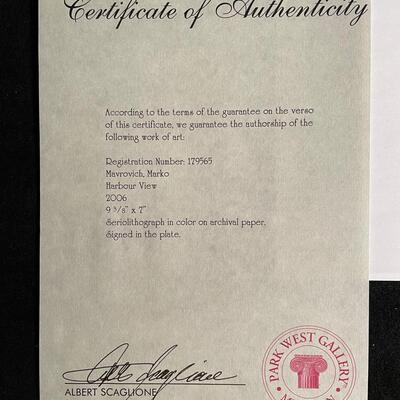 Certificate of Authenticity
According to the terms of the guarantee on the verso
of this certificate, we guarantee the authorship of the
following work of art:
Registration Number: 179565
Mavrovich, Marko
Harbour View
2006
9 3/8" x 7"
Seriolithograph in color on archival paper.
Signed in the plate.
ALBERT SCAGLIONE
PARK WEST GALLERY